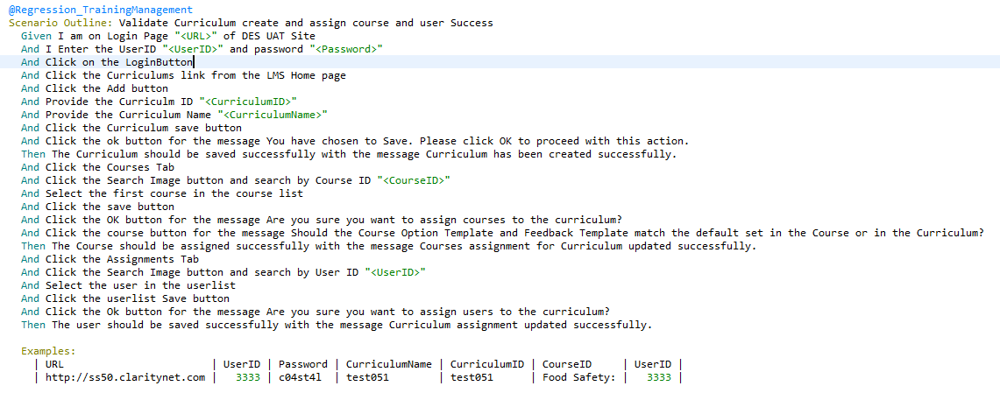 @Regression_TrainingManagement
Scenario Outline: Validate Curriculum create and assign course and user Success
Given I am on Login Page "<URL>" of DES UAT Site
And I Enter the UserID "<UserID>" and password "<Password>"
And Click on the LoginButton
And Click the Curriculums link from the LMS Home page
And Click the Add button
And Provide the Curriculm ID "<CurriculumID>"
And Provide the Curriculum Name "<CurriculumName>"
And Click the Curriculum save button
And Click the ok button for the message You have chosen to Save. Please click OK to proceed with this action.
Then The Curriculum should be saved successfully with the message Curriculum has been created successfully.
And Click the Courses Tab
And Click the Search Image button and search by Course ID "<CourseID>"
And Select the first course in the course list
And Click the save button
And Click the OK button for the message Are you sure you want to assign courses to the curriculum?
And Click the course button for the message Should the Course Option Template and Feedback Template match the default set in the Course or in the Curriculum?
Then The Course should be assigned successfully with the message Courses assignment for Curriculum updated successfully.
And Click the Assignments Tab
And Click the Search Image button and search by User ID "<UserID>"
And Select the user in the userlist
And Click the userlist Save button
And Click the Ok button for the message Are you sure you want to assign users to the curriculum?
Then The user should be saved successfully with the message Curriculum assignment updated successfully.
Examples:
| URL | UserID | Password | CurriculumName | CurriculumID | CourseID | UserID |
| http://ss50.claritynet.com | 3333 | c04st4l | test051 | test051 | Food Safety: | 3333 |